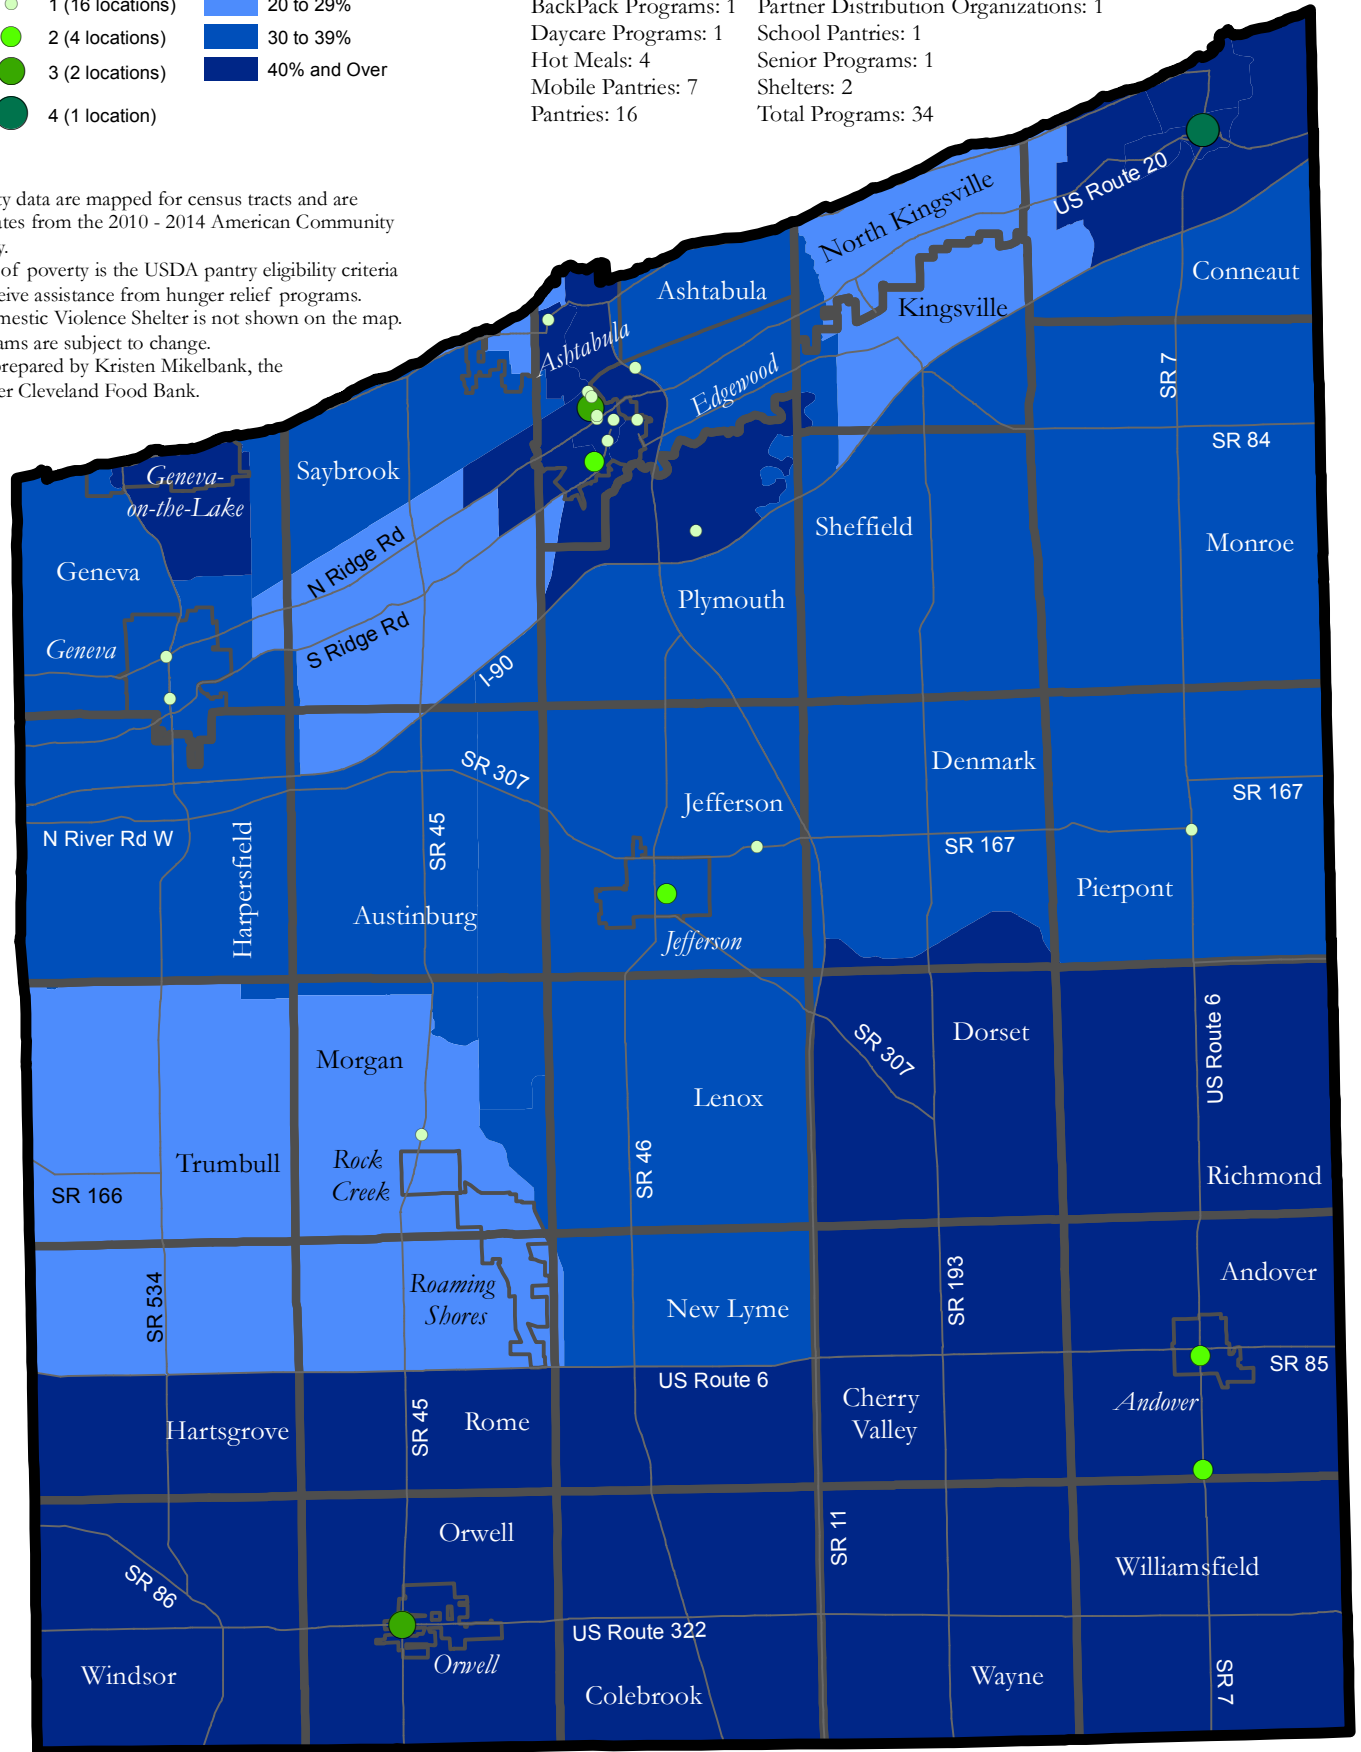 1 (16 locations)
2 (4 locations)
3 (2 locations)
4 (1 location)
20 to 29%
30 to 39%
40% and Over
BackPack Programs: 1
Daycare Programs: 1
Hot Meals: 4
Mobile Pantries: 7
Pantries: 16
Partner Distribution Organizations: 1
School Pantries: 1
Senior Programs: 1
Shelters: 2
Total Programs: 34
ty data are mapped for census tracts and are
ates from the 2010 - 2014 American Community
y.
of poverty is the USDA pantry eligibility criteria
eive assistance from hunger relief programs.
mestic Violence Shelter is not shown on the map.
ams are subject to change.
prepared by Kristen Mikelbank, the
er Cleveland Food Bank.
US Route 20
North Kingsville
Conneaut
Ashtabula
Kingsville
Ashtabula
Edgewood
SR 7
SR 84
Geneva-
on-the-Lake
Saybrook
Sheffield
Monroe
N Ridge Rd
Geneva
Plymouth
S Ridge Rd
Geneva
I-90
SR 307
Denmark
SR 167
Jefferson
N River Rd W
SR 45
SR 167
Harpersfield
Pierpont
Austinburg
Jefferson
Dorset
US Route 6
Morgan
SR 307
Lenox
Rock
Creek
Trumbull
SR 46
SR 166
Richmond
Andover
Roaming
Shores
SR 534
SR 193
New Lyme
US Route 6
SR 85
Cherry
Valley
Andover
Hartsgrove
SR 45
Rome
Orwell
SR 11
Williamsfield
SR 86
US Route 322
Orwell
Windsor
Wayne
SR 7
Colebrook